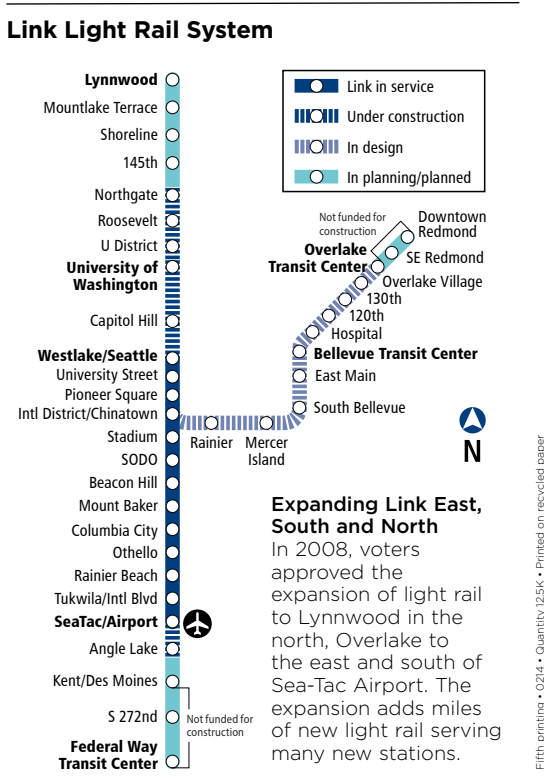 Link Light Rail System
Lynnwood
Mountlake Terrace
Shoreline
145th
Northgate
Roosevelt
U District
University of
Washington
Capitol Hill
Westlake/Seattle
University Street
Pioneer Square
Intl District/Chinatown
Stadium
SODO
Beacon Hill
Mount Baker
Columbia City
Othello
Rainier Beach
Tukwila/Intl Blvd
SeaTac/Airport
Angle Lake
Kent/Des Moines
S 272nd
Not funded for
construction
Federal Way
Transit Center
Link in service
Under construction
In design
In planning/planned
Not funded for
construction
Downtown
Redmond
SE Redmond
Overlake
Transit Center
Overlake Village
130th
120th
Hospital
Bellevue Transit Center
East Main
South Bellevue
Rainier
Mercer
Island
N
Expanding Link East,
South and North
In 2008, voters
approved the
expansion of light rail
to Lynnwood in the
north, Overlake to
the east and south of
Sea-Tac Airport. The
expansion adds miles
of new light rail serving
many new stations.
Fifth printing • 0214 • Quantity 12.5K • Printed on recycled paper